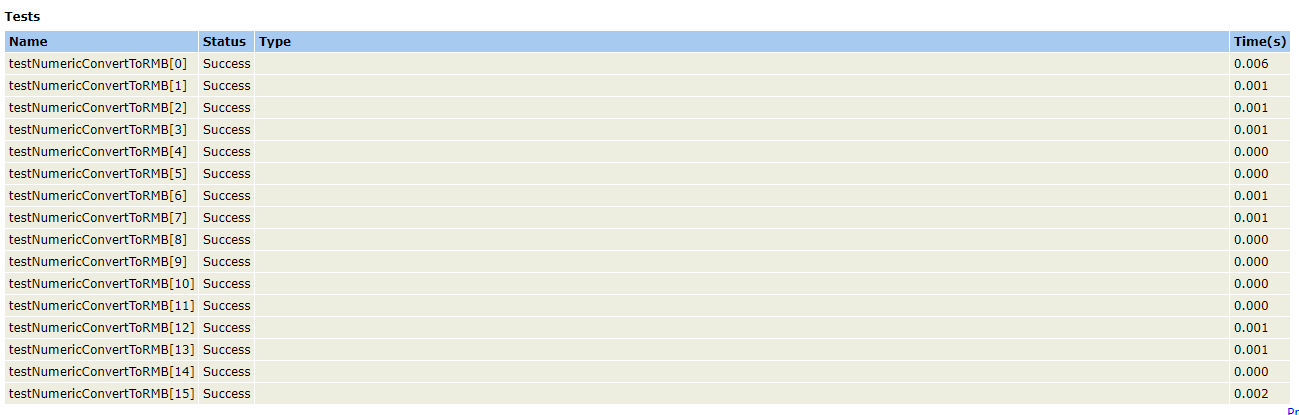 Tests
Name Status Type Time(s)
testNumericConvertToRMB[0] Success 0.006
testNumericConvertToRMB[1] Success 0.001
testNumericConvertToRMB[2] Success 0.001
testNumericConvertToRMB[3] Success 0.001
testNumericConvertToRMB[4] Success 0.000
testNumericConvertToRMB[5] Success 0.000
testNumericConvertToRMB[6] Success 0.001
testNumericConvertToRMB[7] Success 0.001
testNumericConvertToRMB[8] Success 0.000
testNumericConvertToRMB[9] Success 0.000
testNumericConvertToRMB[10] Success 0.000
testNumericConvertToRMB[11] Success 0.000
testNumericConvertToRMB[12] Success 0.001
testNumericConvertToRMB[13] Success 0.001
testNumericConvertToRMB[14] Success 0.000
testNumericConvertToRMB[15] Success 0.002
Pr